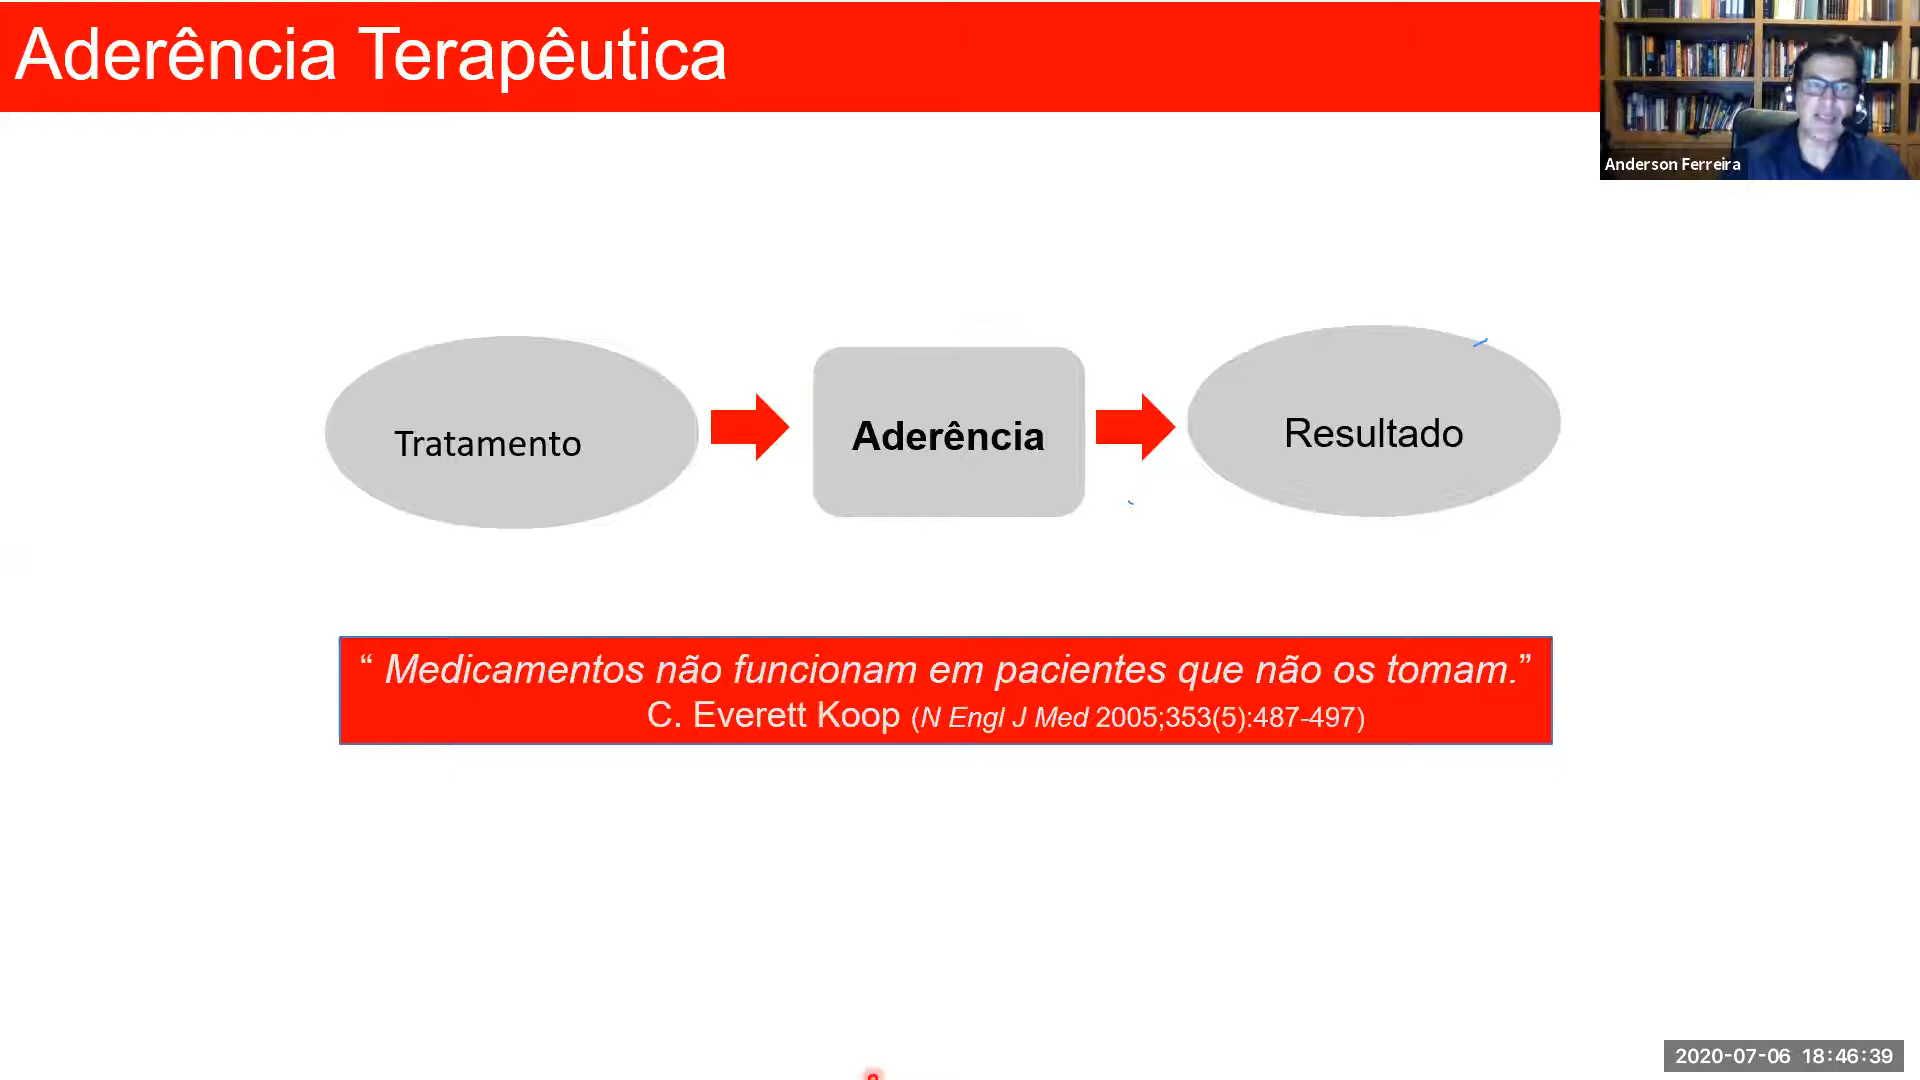 Aderência Terapêutica
Anderson Ferreira
Tratamento
Aderência
Resultado
“ Medicamentos não funcionam em pacientes que não os tomam.”
C. Everett Koop (N Engl J Med 2005;353(5):487-497)
2020-07-06 18:46:39